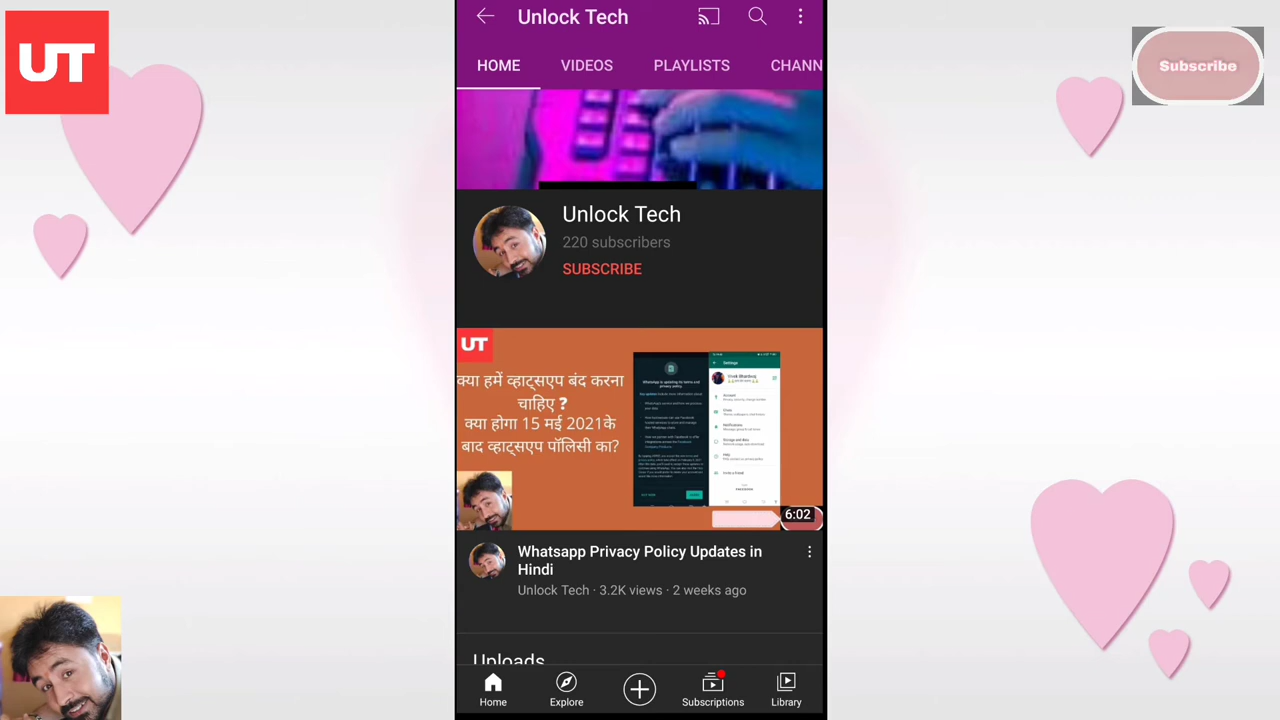 UT
Subscribe
Unlock Tech
HOME VIDEOS PLAYLISTS CHANN
Unlock Tech
220 subscribers
SUBSCRIBE
UT
क्या हमें व्हाट्सएप बंद करना
चाहिए ?
क्या होगा 15 मई 2021के
बाद व्हाट्सएप पॉलिसी का?
Settings
6:02
Whatsapp Privacy Policy Updates in
Hindi
Unlock Tech · 3.2K views · 2 weeks ago
Uploads
Home Explore Subscriptions Library